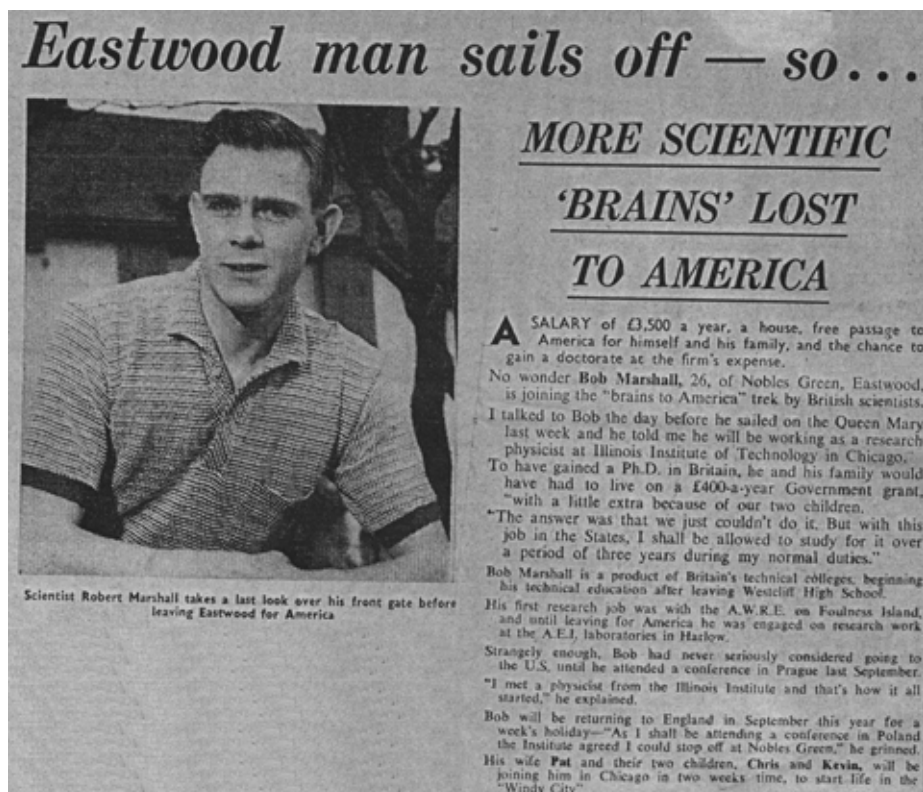 Eastwood man sails off — so...
MORE SCIENTIFIC
'BRAINS' LOST
TO AMERICA
A SALARY of £3,500 a year, a house, free passage to
America for himself and his family, and the chance to
gain a doctorate at the firm's expense.
No wonder Bob Marshall, 26, of Nobles Green, Eastwood,
is joining the "brains to America" trek by British scientists.
I talked to Bob the day before he sailed on the Queen Mary
last week and he told me he will be working as a research
physicist at Illinois Institute of Technology in Chicago.
To have gained a Ph.D. in Britain, he and his family would
have had to live on a £400-a-year Government grant,
"with a little extra because of our two children.
"The answer was that we just couldn't do it. But with this
job in the States, I shall be allowed to study for it over
a period of three years during my normal duties."
Bob Marshall is a product of Britain's technical colleges, beginning
his technical education after leaving Westcliff High School.
His first research job was with the A.W.R.E. on Foulness Island,
and until leaving for America he was engaged on research work
at the A.E.I. laboratories in Harlow.
Strangely enough, Bob had never seriously considered going to
the U.S. until he attended a conference in Prague last September.
"I met a physicist from the Illinois Institute and that's how it all
started," he explained.
Bob will be returning to England in September this year for a
week's holiday—"As I shall be attending a conference in Poland
the Institute agreed I could stop off at Nobles Green," he grinned.
His wife Pat and their two children, Chris and Kevin, will be
joining him in Chicago in two weeks time, to start life in the
"Windy City"
Scientist Robert Marshall takes a last look over his front gate before
leaving Eastwood for America